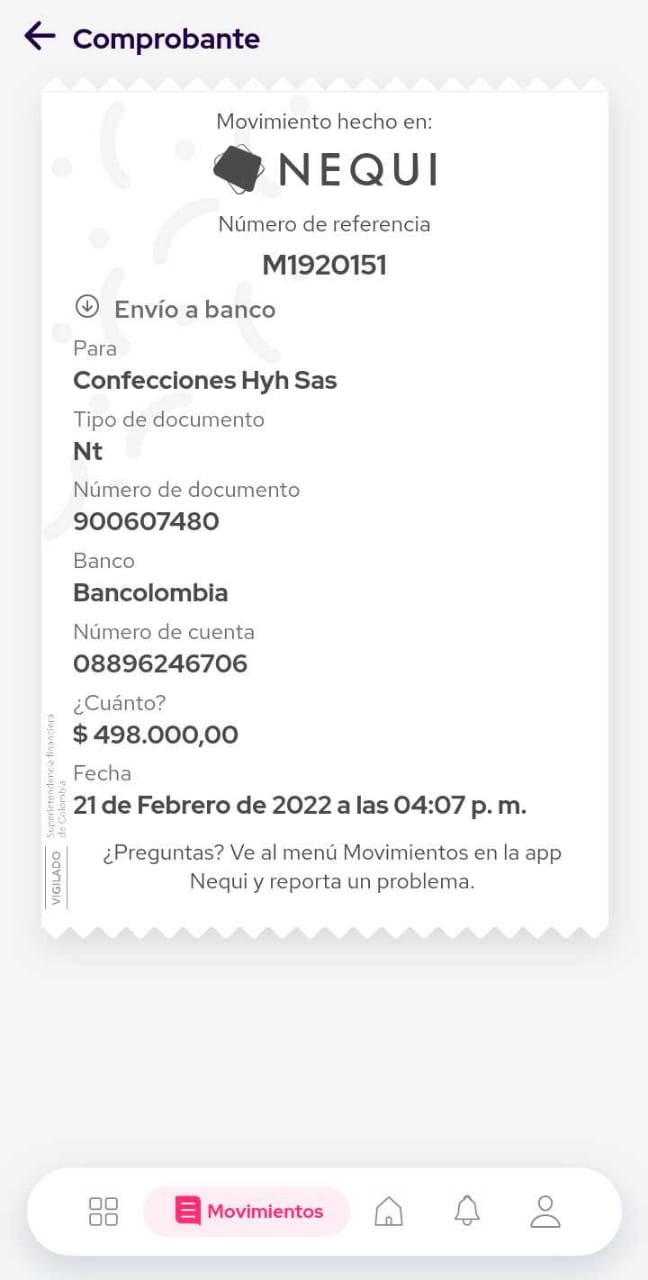 Comprobante
Movimiento hecho en:
NEQUI
Número de referencia
M1920151
Envío a banco
Para
Confecciones Hyh Sas
Tipo de documento
Nt
Número de documento
900607480
Banco
Bancolombia
Número de cuenta
08896246706
¿Cuánto?
$ 498.000,00
Fecha
21 de Febrero de 2022 a las 04:07 p. m.
¿Preguntas? Ve al menú Movimientos en la app
Nequi y reporta un problema.
VIGILADO
Superintendencia financiera
de Colombia
Movimientos